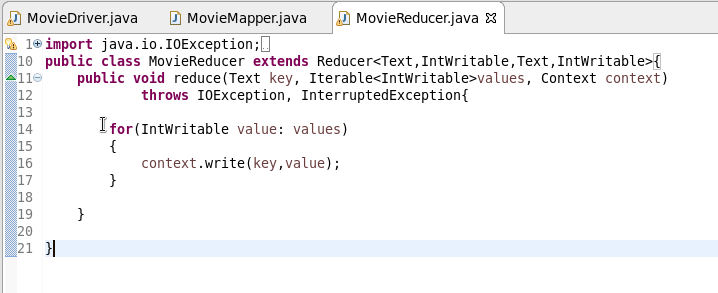 MovieDriver.java MovieMapper.java MovieReducer.java
1 import java.io.IOException;
10 public class MovieReducer extends Reducer<Text,IntWritable,Text,IntWritable>{
11 public void reduce(Text key, Iterable<IntWritable>values, Context context)
12 throws IOException, InterruptedException{
13
14 for(IntWritable value: values)
15 {
16 context.write(key,value);
17 }
18
19 }
20
21 }